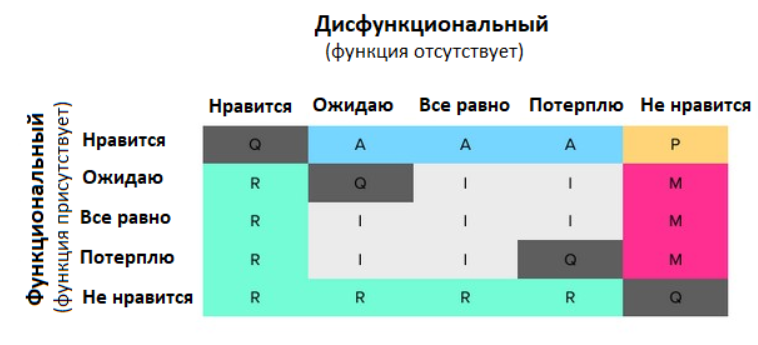 Дисфункциональный
(функция отсутствует)
Нравится Ожидаю Все равно Потерплю Не нравится
Функциональный
(функция присутствует)
Нравится Q A A A P
Ожидаю R Q I I M
Все равно R I I I M
Потерплю R I I Q M
Не нравится R R R R Q